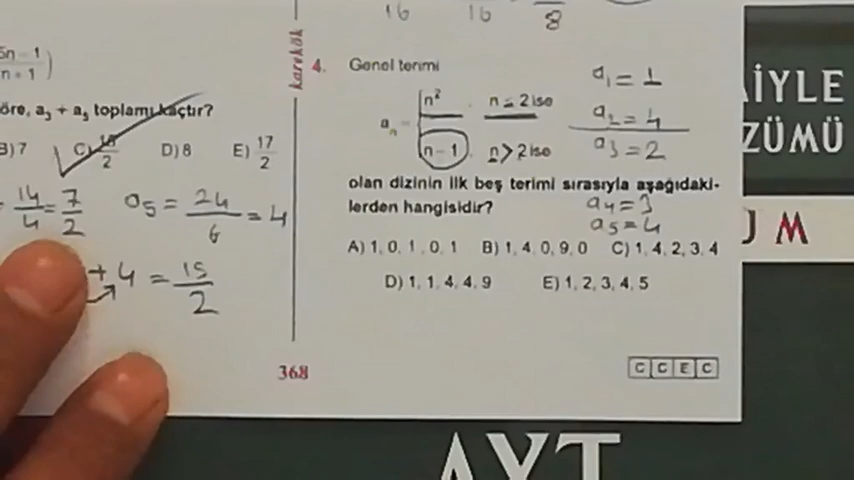 16 16 8
5n - 1
n + 1
öre, a₃ + a₅ toplamı kaçtır?
B) 7 C) 15/2 D) 8 E) 17/2
14/4 = 7/2 a₅ = 24/6 = 4
+ 4 = 15/2
karekök
4. Genel terimi
aₙ = n² n ≤ 2 ise
n - 1 n > 2 ise
a₁ = 1
a₂ = 4
a₃ = 2
olan dizinin ilk beş terimi sırasıyla aşağıdaki-
lerden hangisidir?
a₄ = 3
a₅ = 4
A) 1, 0, 1, 0, 1 B) 1, 4, 0, 9, 0 C) 1, 4, 2, 3, 4
D) 1, 1, 4, 4, 9 E) 1, 2, 3, 4, 5
368
C C E C
İYLE
ZÜMÜ
U M
AYT